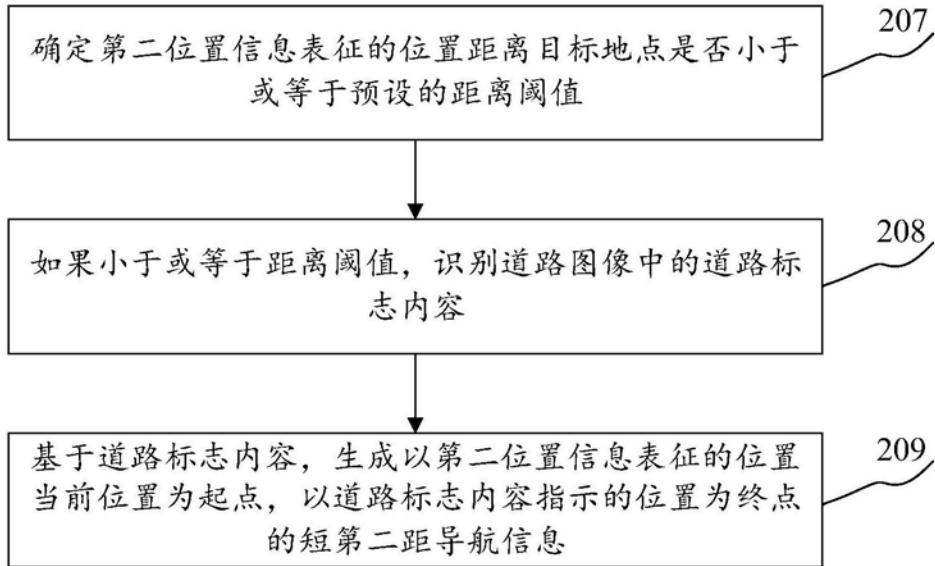 207
确定第二位置信息表征的位置距离目标地点是否小于
或等于预设的距离阈值
208
如果小于或等于距离阈值，识别道路图像中的道路标
志内容
209
基于道路标志内容，生成以第二位置信息表征的位置
当前位置为起点，以道路标志内容指示的位置为终点
的短第二距导航信息